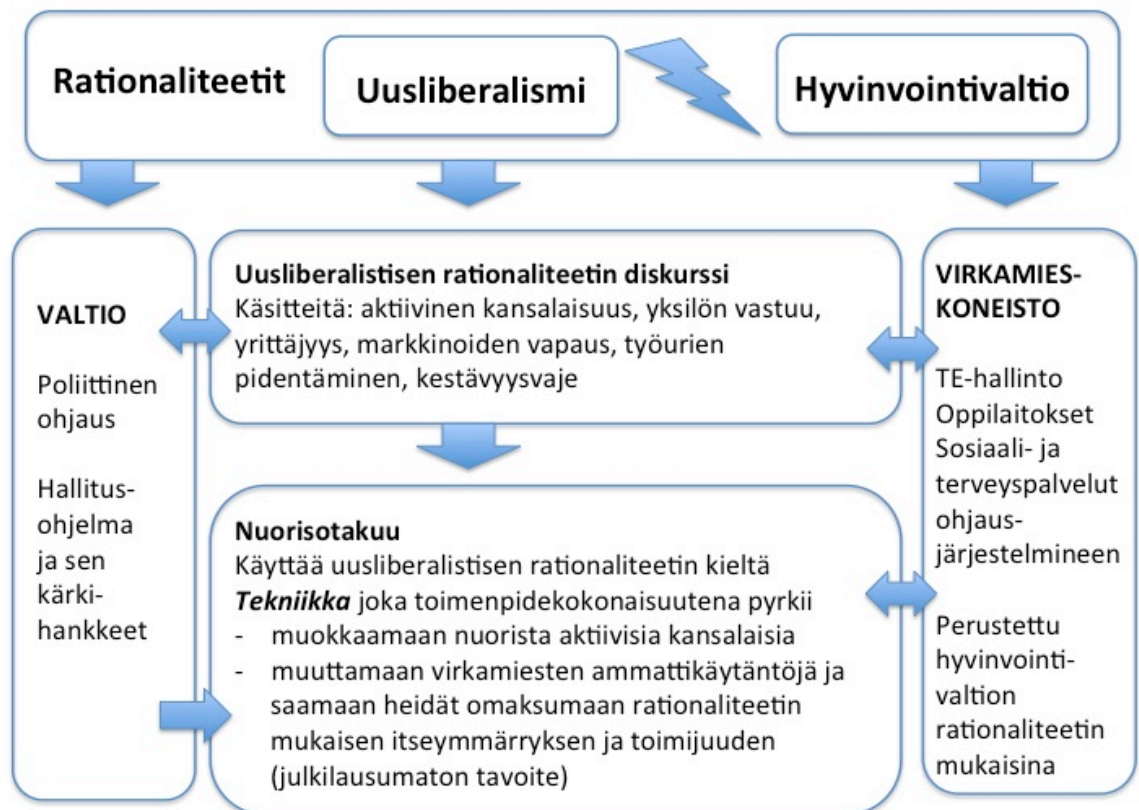 Rationaliteetit
Uusliberalismi
Hyvinvointivaltio
VALTIO
Poliittinen
ohjaus
Hallitus-
ohjelma
ja sen
kärki-
hankkeet
Uusliberalistisen rationaliteetin diskurssi
Käsitteitä: aktiivinen kansalaisuus, yksilön vastuu,
yrittäjyys, markkinoiden vapaus, työurien
pidentäminen, kestävyysvaje
Nuorisotakuu
Käyttää uusliberalistisen rationaliteetin kieltä
Tekniikka joka toimenpidekokonaisuutena pyrkii
- muokkaamaan nuorista aktiivisia kansalaisia
- muuttamaan virkamiesten ammattikäytäntöjä ja
saamaan heidät omaksumaan rationaliteetin
mukaisen itseymmärryksen ja toimijuuden
(julkilausumaton tavoite)
VIRKAMIES-
KONEISTO
TE-hallinto
Oppilaitokset
Sosiaali- ja
terveyspalvelut
ohjaus-
järjestelmineen
Perustettu
hyvinvointi-
valtion
rationaliteetin
mukaisina